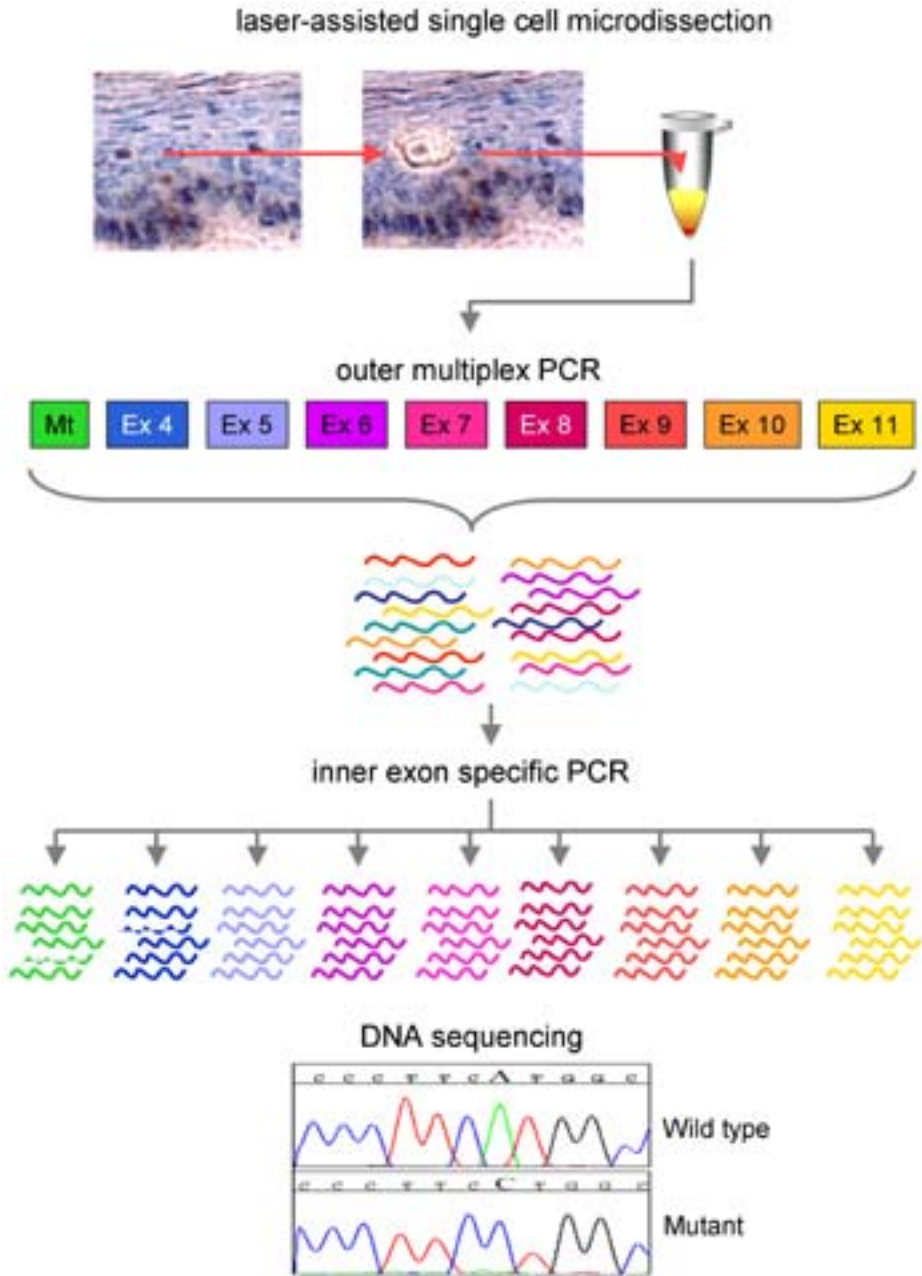 laser-assisted single cell microdissection
outer multiplex PCR
Mt Ex 4 Ex 5 Ex 6 Ex 7 Ex 8 Ex 9 Ex 10 Ex 11
inner exon specific PCR
DNA sequencing
C C C T T C A T G G C
Wild type
C C C T T C C T G G C
Mutant